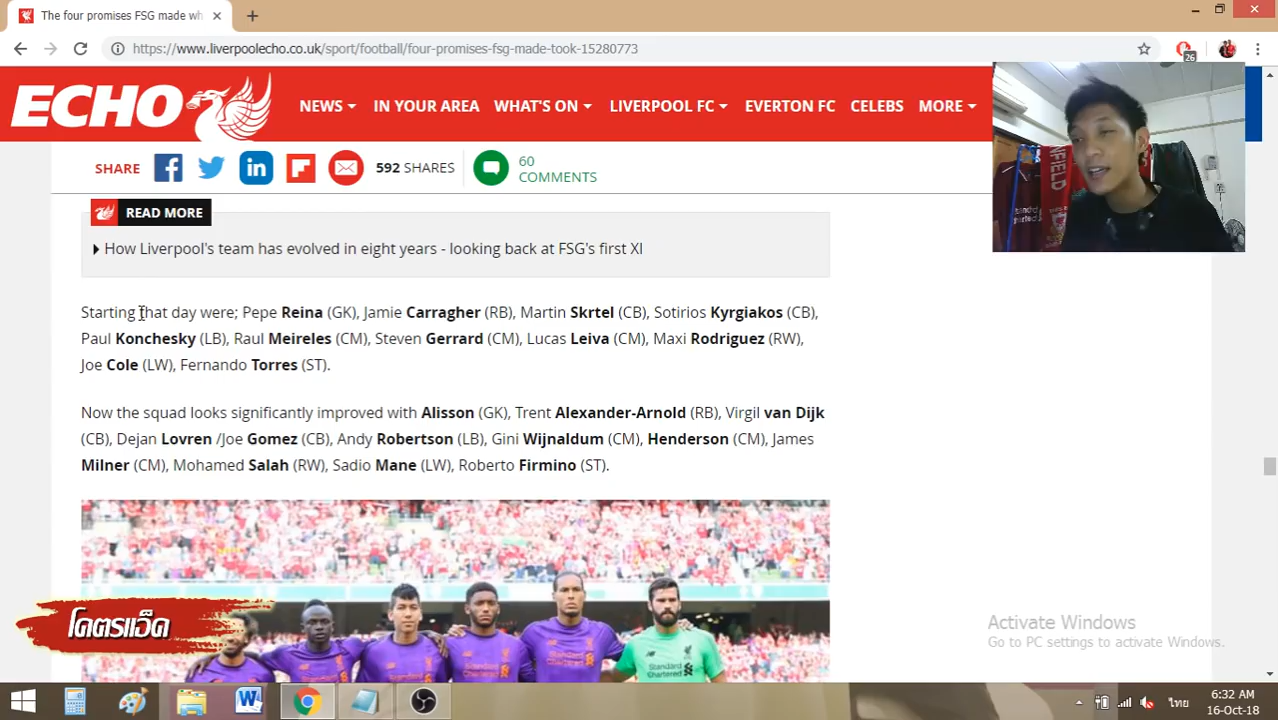 The four promises FSG made wh
https://www.liverpoolecho.co.uk/sport/football/four-promises-fsg-made-took-15280773
26
ECHO
NEWS
IN YOUR AREA
WHAT'S ON
LIVERPOOL FC
EVERTON FC
CELEBS
MORE
SHARE
592 SHARES
60
COMMENTS
READ MORE
How Liverpool's team has evolved in eight years - looking back at FSG's first XI
Starting that day were; Pepe Reina (GK), Jamie Carragher (RB), Martin Skrtel (CB), Sotirios Kyrgiakos (CB),
Paul Konchesky (LB), Raul Meireles (CM), Steven Gerrard (CM), Lucas Leiva (CM), Maxi Rodriguez (RW),
Joe Cole (LW), Fernando Torres (ST).
Now the squad looks significantly improved with Alisson (GK), Trent Alexander-Arnold (RB), Virgil van Dijk
(CB), Dejan Lovren /Joe Gomez (CB), Andy Robertson (LB), Gini Wijnaldum (CM), Henderson (CM), James
Milner (CM), Mohamed Salah (RW), Sadio Mane (LW), Roberto Firmino (ST).
โคตรแอ็ด
Activate Windows
Go to PC settings to activate Windows.
ไทย
6:32 AM
16-Oct-18